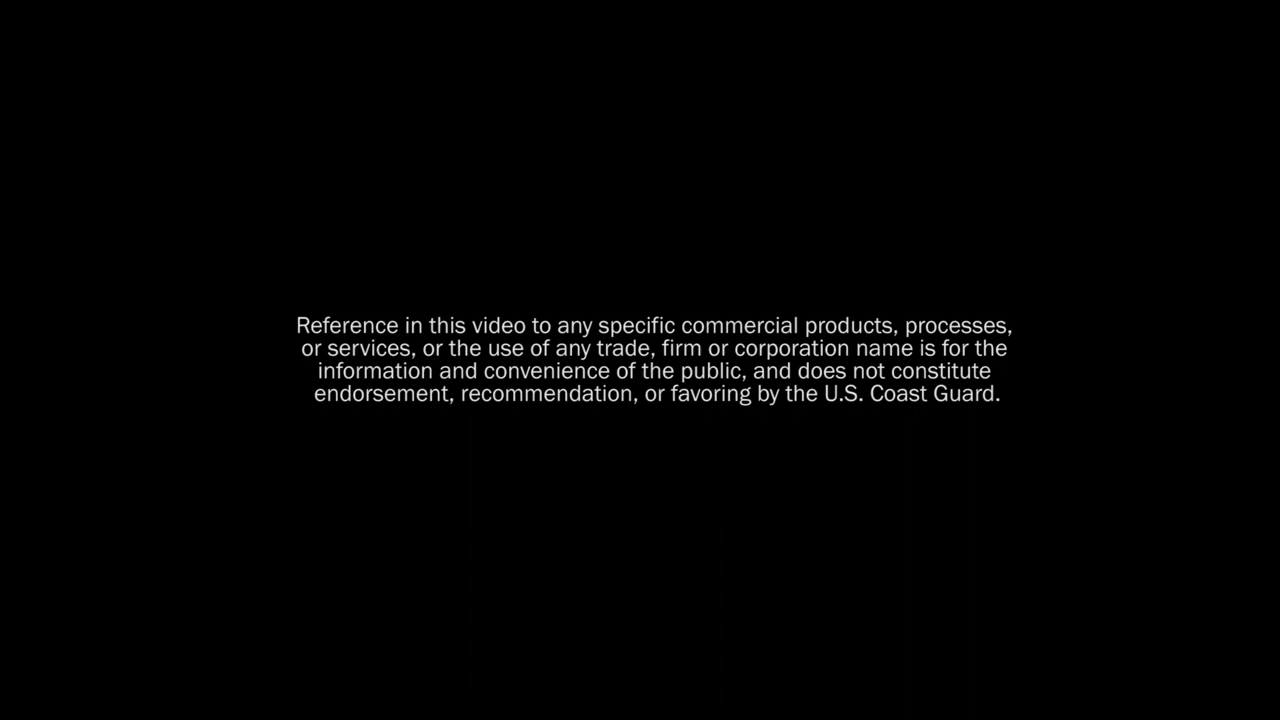 Reference in this video to any specific commercial products, processes,
or services, or the use of any trade, firm or corporation name is for the
information and convenience of the public, and does not constitute
endorsement, recommendation, or favoring by the U.S. Coast Guard.